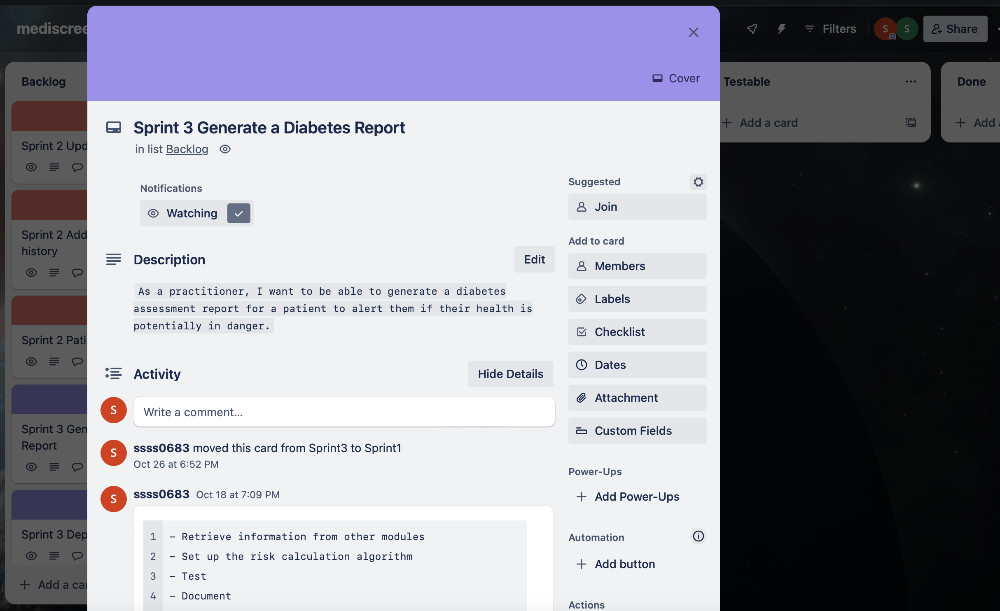 mediscree
Filters
S
S
Share
Backlog
Sprint 2 Upd
Sprint 2 Add
history
Sprint 2 Pati
Sprint 3 Gen
Report
Sprint 3 Dep
Add a car
Cover
Sprint 3 Generate a Diabetes Report
in list Backlog
Notifications
Watching
Description
Edit
As a practitioner, I want to be able to generate a diabetes
assessment report for a patient to alert them if their health is
potentially in danger.
Activity
Hide Details
S
Write a comment...
S
ssss0683 moved this card from Sprint3 to Sprint1
Oct 26 at 6:52 PM
S
ssss0683 Oct 18 at 7:09 PM
1 – Retrieve information from other modules
2 – Set up the risk calculation algorithm
3 – Test
4 – Document
Suggested
Join
Add to card
Members
Labels
Checklist
Dates
Attachment
Custom Fields
Power-Ups
Add Power-Ups
Automation
Add button
Actions
Testable
Add a card
Done
Add